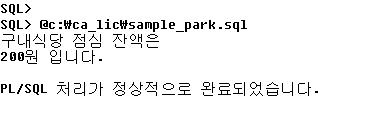 SQL>
SQL> @c:₩ca_lic₩sample_park.sql
구내식당 점심 잔액은
200원 입니다.
PL/SQL 처리가 정상적으로 완료되었습니다.